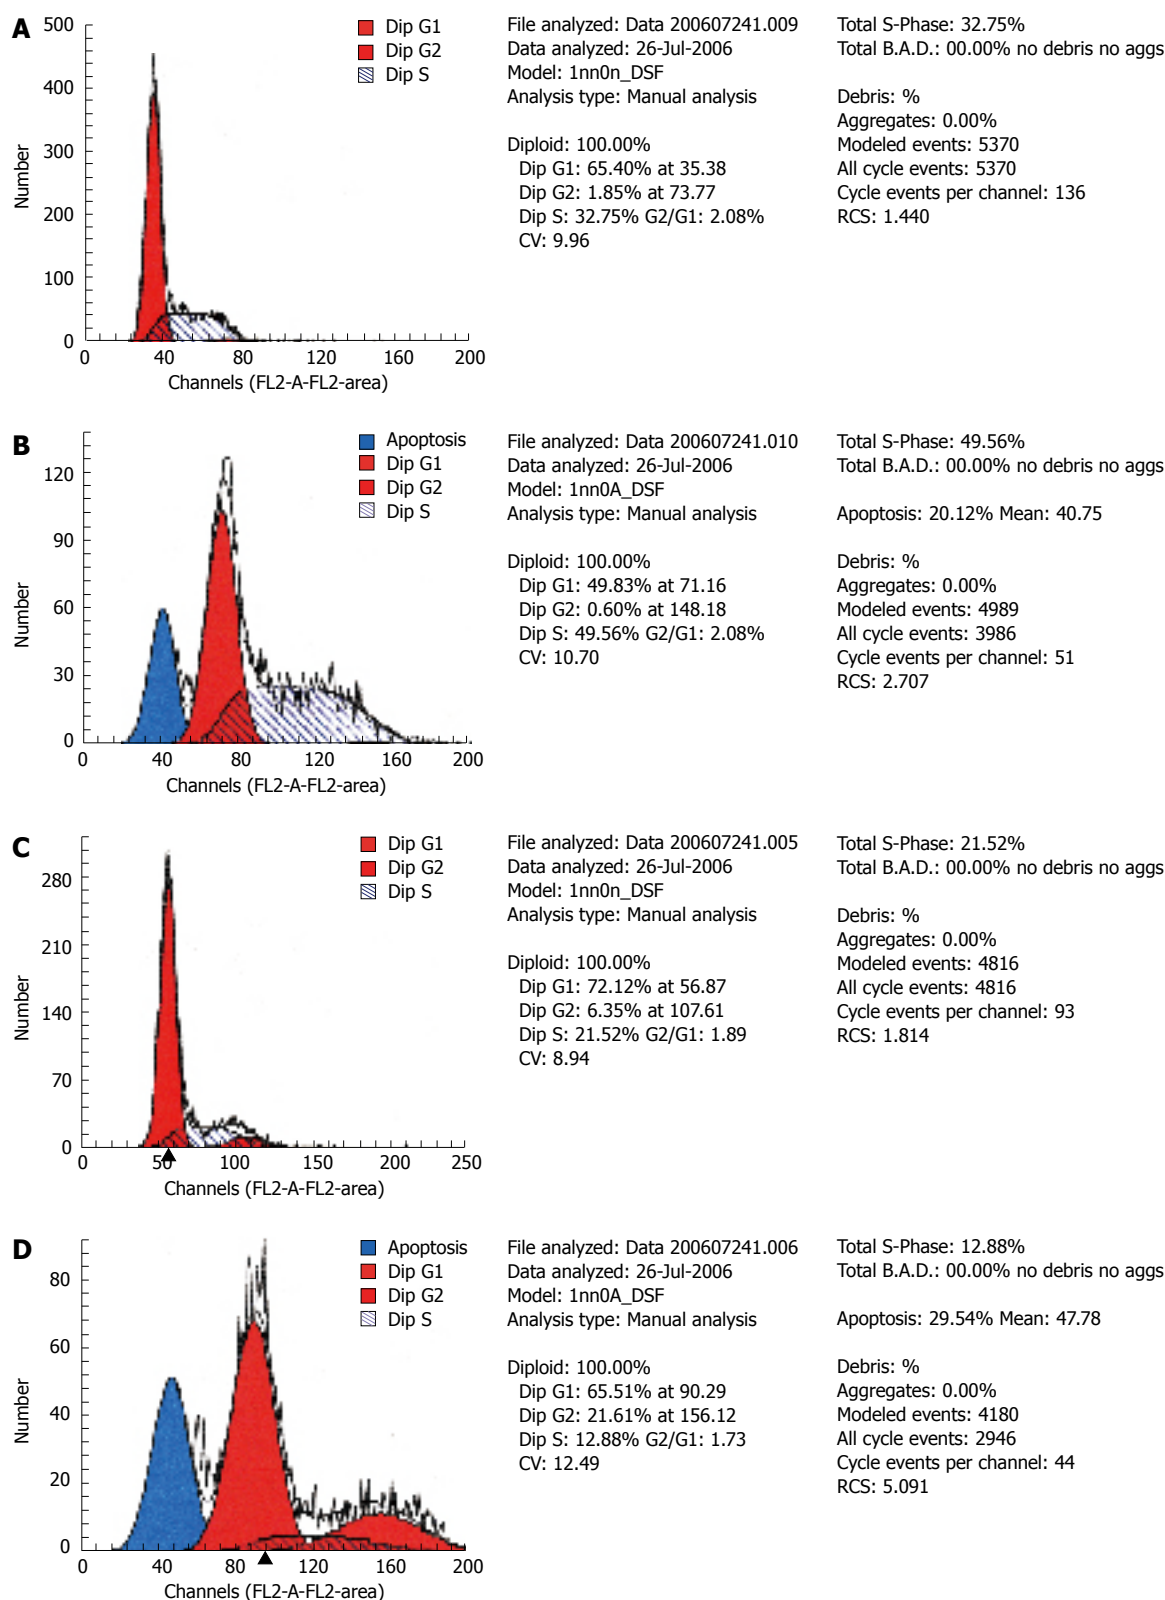 A
500
400
300
200
100
0
Number
0 40 80 120 160 200
Channels (FL2-A-FL2-area)
Dip G1
Dip G2
Dip S
File analyzed: Data 200607241.009
Data analyzed: 26-Jul-2006
Model: 1nn0n_DSF
Analysis type: Manual analysis
Diploid: 100.00%
Dip G1: 65.40% at 35.38
Dip G2: 1.85% at 73.77
Dip S: 32.75% G2/G1: 2.08%
CV: 9.96
Total S-Phase: 32.75%
Total B.A.D.: 00.00% no debris no aggs
Debris: %
Aggregates: 0.00%
Modeled events: 5370
All cycle events: 5370
Cycle events per channel: 136
RCS: 1.440
B
120
90
60
30
0
Number
0 40 80 120 160 200
Channels (FL2-A-FL2-area)
Apoptosis
Dip G1
Dip G2
Dip S
File analyzed: Data 200607241.010
Data analyzed: 26-Jul-2006
Model: 1nn0A_DSF
Analysis type: Manual analysis
Diploid: 100.00%
Dip G1: 49.83% at 71.16
Dip G2: 0.60% at 148.18
Dip S: 49.56% G2/G1: 2.08%
CV: 10.70
Total S-Phase: 49.56%
Total B.A.D.: 00.00% no debris no aggs
Apoptosis: 20.12% Mean: 40.75
Debris: %
Aggregates: 0.00%
Modeled events: 4989
All cycle events: 3986
Cycle events per channel: 51
RCS: 2.707
C
280
210
140
70
0
Number
0 50 100 150 200 250
Channels (FL2-A-FL2-area)
Dip G1
Dip G2
Dip S
File analyzed: Data 200607241.005
Data analyzed: 26-Jul-2006
Model: 1nn0n_DSF
Analysis type: Manual analysis
Diploid: 100.00%
Dip G1: 72.12% at 56.87
Dip G2: 6.35% at 107.61
Dip S: 21.52% G2/G1: 1.89
CV: 8.94
Total S-Phase: 21.52%
Total B.A.D.: 00.00% no debris no aggs
Debris: %
Aggregates: 0.00%
Modeled events: 4816
All cycle events: 4816
Cycle events per channel: 93
RCS: 1.814
D
80
60
40
20
0
Number
0 40 80 120 160 200
Channels (FL2-A-FL2-area)
Apoptosis
Dip G1
Dip G2
Dip S
File analyzed: Data 200607241.006
Data analyzed: 26-Jul-2006
Model: 1nn0A_DSF
Analysis type: Manual analysis
Diploid: 100.00%
Dip G1: 65.51% at 90.29
Dip G2: 21.61% at 156.12
Dip S: 12.88% G2/G1: 1.73
CV: 12.49
Total S-Phase: 12.88%
Total B.A.D.: 00.00% no debris no aggs
Apoptosis: 29.54% Mean: 47.78
Debris: %
Aggregates: 0.00%
Modeled events: 4180
All cycle events: 2946
Cycle events per channel: 44
RCS: 5.091